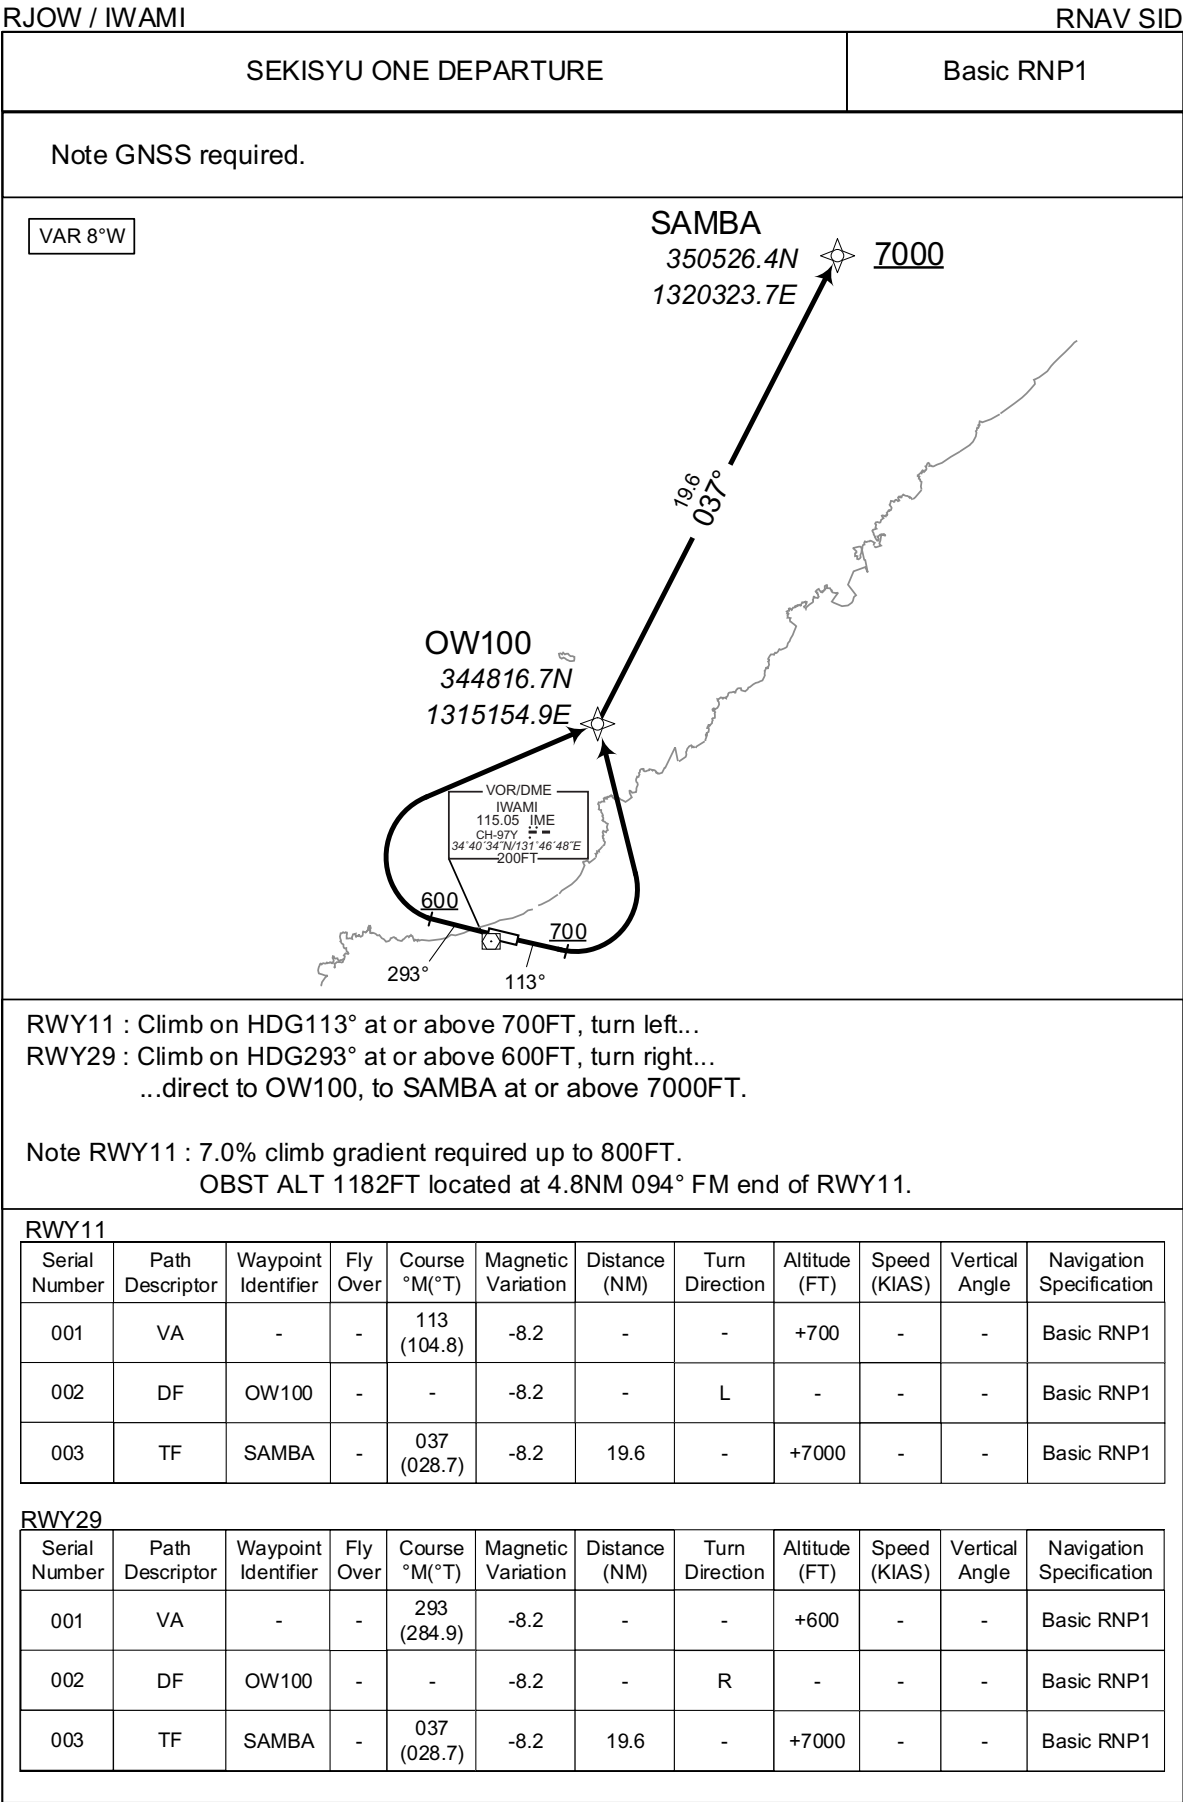 RJOW / IWAMI
RNAV SID
SEKISYU ONE DEPARTURE
Basic RNP1
Note GNSS required.
VAR 8°W
SAMBA
350526.4N
1320323.7E
7000
19.6
037°
OW100
344816.7N
1315154.9E
VOR/DME
IWAMI
115.05 IME
CH-97Y
34°40′34″N/131°46′48″E
200FT
600
700
293°
113°
RWY11 : Climb on HDG113° at or above 700FT, turn left...
RWY29 : Climb on HDG293° at or above 600FT, turn right...
...direct to OW100, to SAMBA at or above 7000FT.
Note RWY11 : 7.0% climb gradient required up to 800FT.
OBST ALT 1182FT located at 4.8NM 094° FM end of RWY11.
RWY11
Serial Number Path Descriptor Waypoint Identifier Fly Over Course °M(°T) Magnetic Variation Distance (NM) Turn Direction Altitude (FT) Speed (KIAS) Vertical Angle Navigation Specification
001 VA - - 113 (104.8) -8.2 - - +700 - - Basic RNP1
002 DF OW100 - - -8.2 - L - - - Basic RNP1
003 TF SAMBA - 037 (028.7) -8.2 19.6 - +7000 - - Basic RNP1
RWY29
Serial Number Path Descriptor Waypoint Identifier Fly Over Course °M(°T) Magnetic Variation Distance (NM) Turn Direction Altitude (FT) Speed (KIAS) Vertical Angle Navigation Specification
001 VA - - 293 (284.9) -8.2 - - +600 - - Basic RNP1
002 DF OW100 - - -8.2 - R - - - Basic RNP1
003 TF SAMBA - 037 (028.7) -8.2 19.6 - +7000 - - Basic RNP1